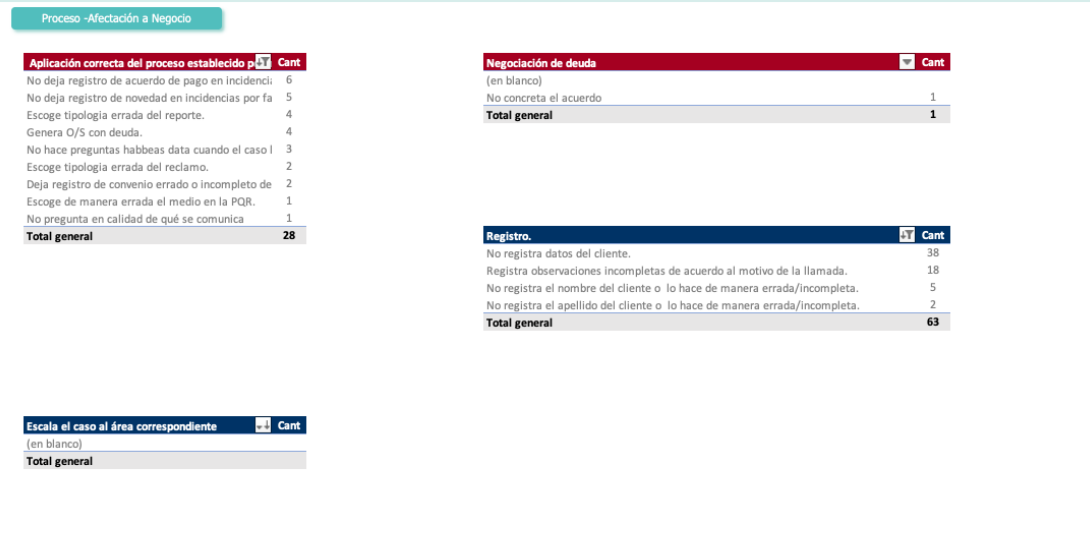 Proceso -Afectación a Negocio
Aplicación correcta del proceso establecido p Cant
No deja registro de acuerdo de pago en incidenci 6
No deja registro de novedad en incidencias por fa 5
Escoge tipologia errada del reporte. 4
Genera O/S con deuda. 4
No hace preguntas habbeas data cuando el caso l 3
Escoge tipologia errada del reclamo. 2
Deja registro de convenio errado o incompleto de 2
Escoge de manera errada el medio en la PQR. 1
No pregunta en calidad de qué se comunica 1
Total general 28
Negociación de deuda Cant
(en blanco)
No concreta el acuerdo 1
Total general 1
Registro. Cant
No registra datos del cliente. 38
Registra observaciones incompletas de acuerdo al motivo de la llamada. 18
No registra el nombre del cliente o lo hace de manera errada/incompleta. 5
No registra el apellido del cliente o lo hace de manera errada/incompleta. 2
Total general 63
Escala el caso al área correspondiente Cant
(en blanco)
Total general